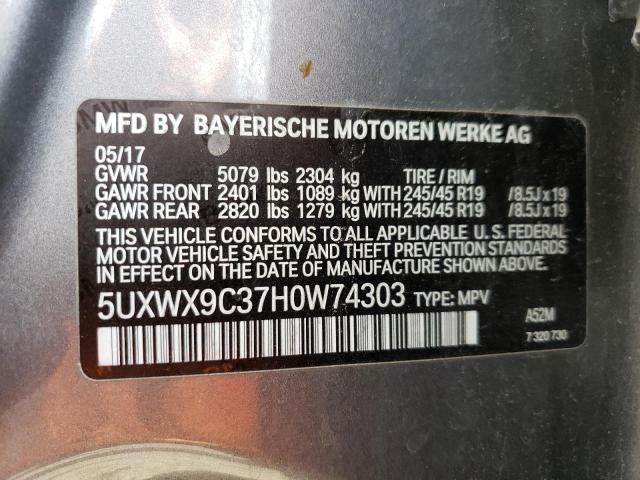 MFD BY BAYERISCHE MOTOREN WERKE AG
05/17
GVWR 5079 lbs 2304 kg TIRE / RIM
GAWR FRONT 2401 lbs 1089 kg WITH 245/45 R19 /8.5J x 19
GAWR REAR 2820 lbs 1279 kg WITH 245/45 R19 /8.5J x 19
THIS VEHICLE CONFORMS TO ALL APPLICABLE U.S. FEDERAL
MOTOR VEHICLE SAFETY AND THEFT PREVENTION STANDARDS
IN EFFECT ON THE DATE OF MANUFACTURE SHOWN ABOVE.
5UXWX9C37H0W74303 TYPE: MPV
A52M
7 320 730